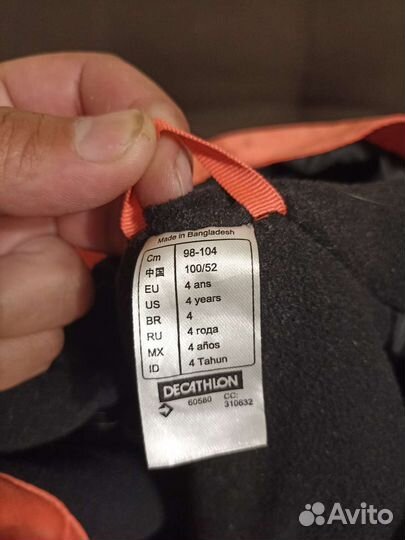 Made in Bangladesh
Cm 98-104
中国 100/52
EU 4 ans
US 4 years
BR 4
RU 4 года
MX 4 años
ID 4 Tahun
DECATHLON
60580 CC:
310632
Avito